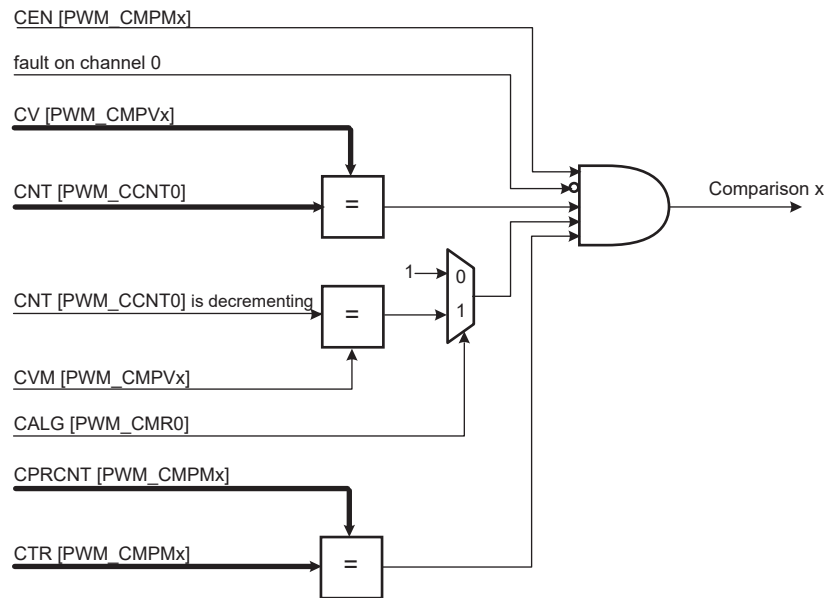 CEN [PWM_CMPMx]
fault on channel 0
CV [PWM_CMPVx]
CNT [PWM_CCNT0]
=
Comparison x
1
0
1
CNT [PWM_CCNT0] is decrementing
=
CVM [PWM_CMPVx]
CALG [PWM_CMR0]
CPRCNT [PWM_CMPMx]
CTR [PWM_CMPMx]
=